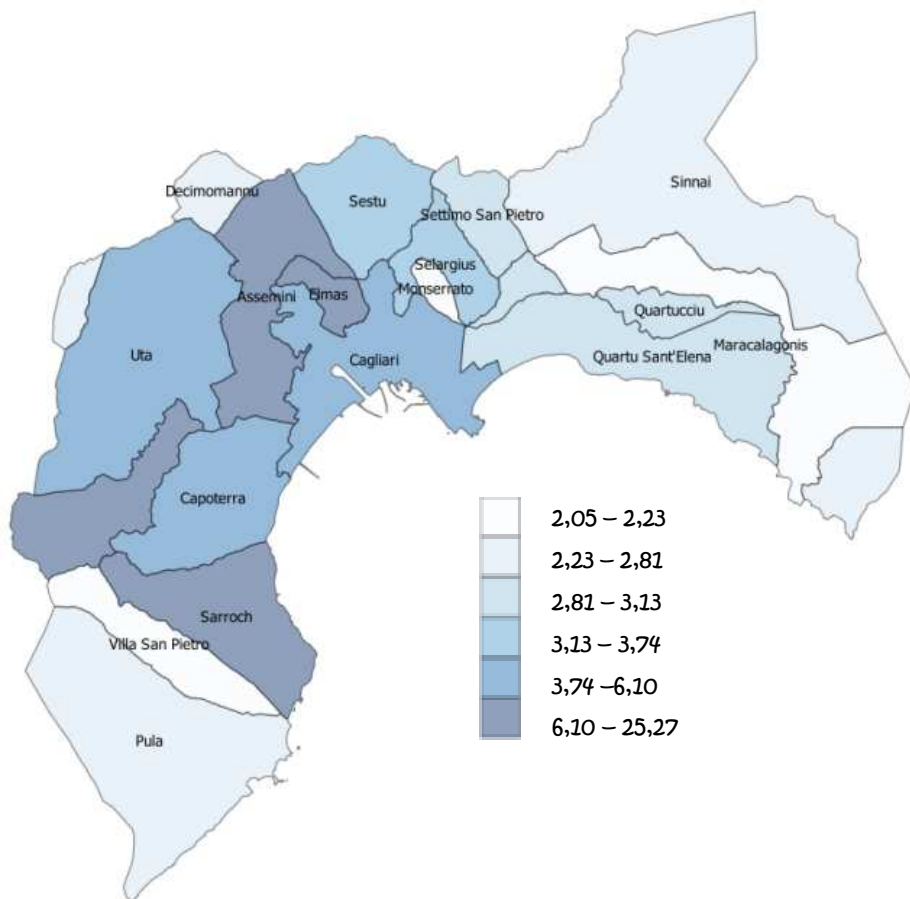 Decimomannu
Sestu
Sinnai
Settimo San Pietro
Selargius
Monserrato
Assemini
Elmas
Quartucciu
Maracalagonis
Uta
Cagliari
Quartu Sant'Elena
Capoterra
Sarroch
Villa San Pietro
Pula
2,05 – 2,23
2,23 – 2,81
2,81 – 3,13
3,13 – 3,74
3,74 –6,10
6,10 – 25,27